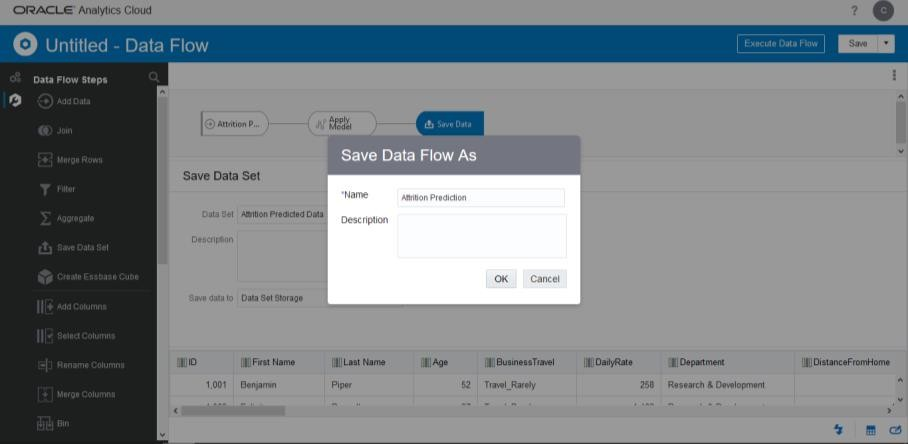 ORACLE Analytics Cloud
? C
Untitled - Data Flow
Execute Data Flow
Save
Data Flow Steps
Add Data
Join
Merge Rows
Filter
Aggregate
Save Data Set
Create Essbase Cube
Add Columns
Select Columns
Rename Columns
Merge Columns
Bin
Attrition P...
Apply
Model
Save Data
Save Data Set
Data Set Attrition Predicted Data
Description
Save data to Data Set Storage
Save Data Flow As
*Name Attrition Prediction
Description
OK Cancel
ID First Name Last Name Age BusinessTravel DailyRate Department DistanceFromHome
1,001 Benjamin Piper 52 Travel_Rarely 258 Research & Development